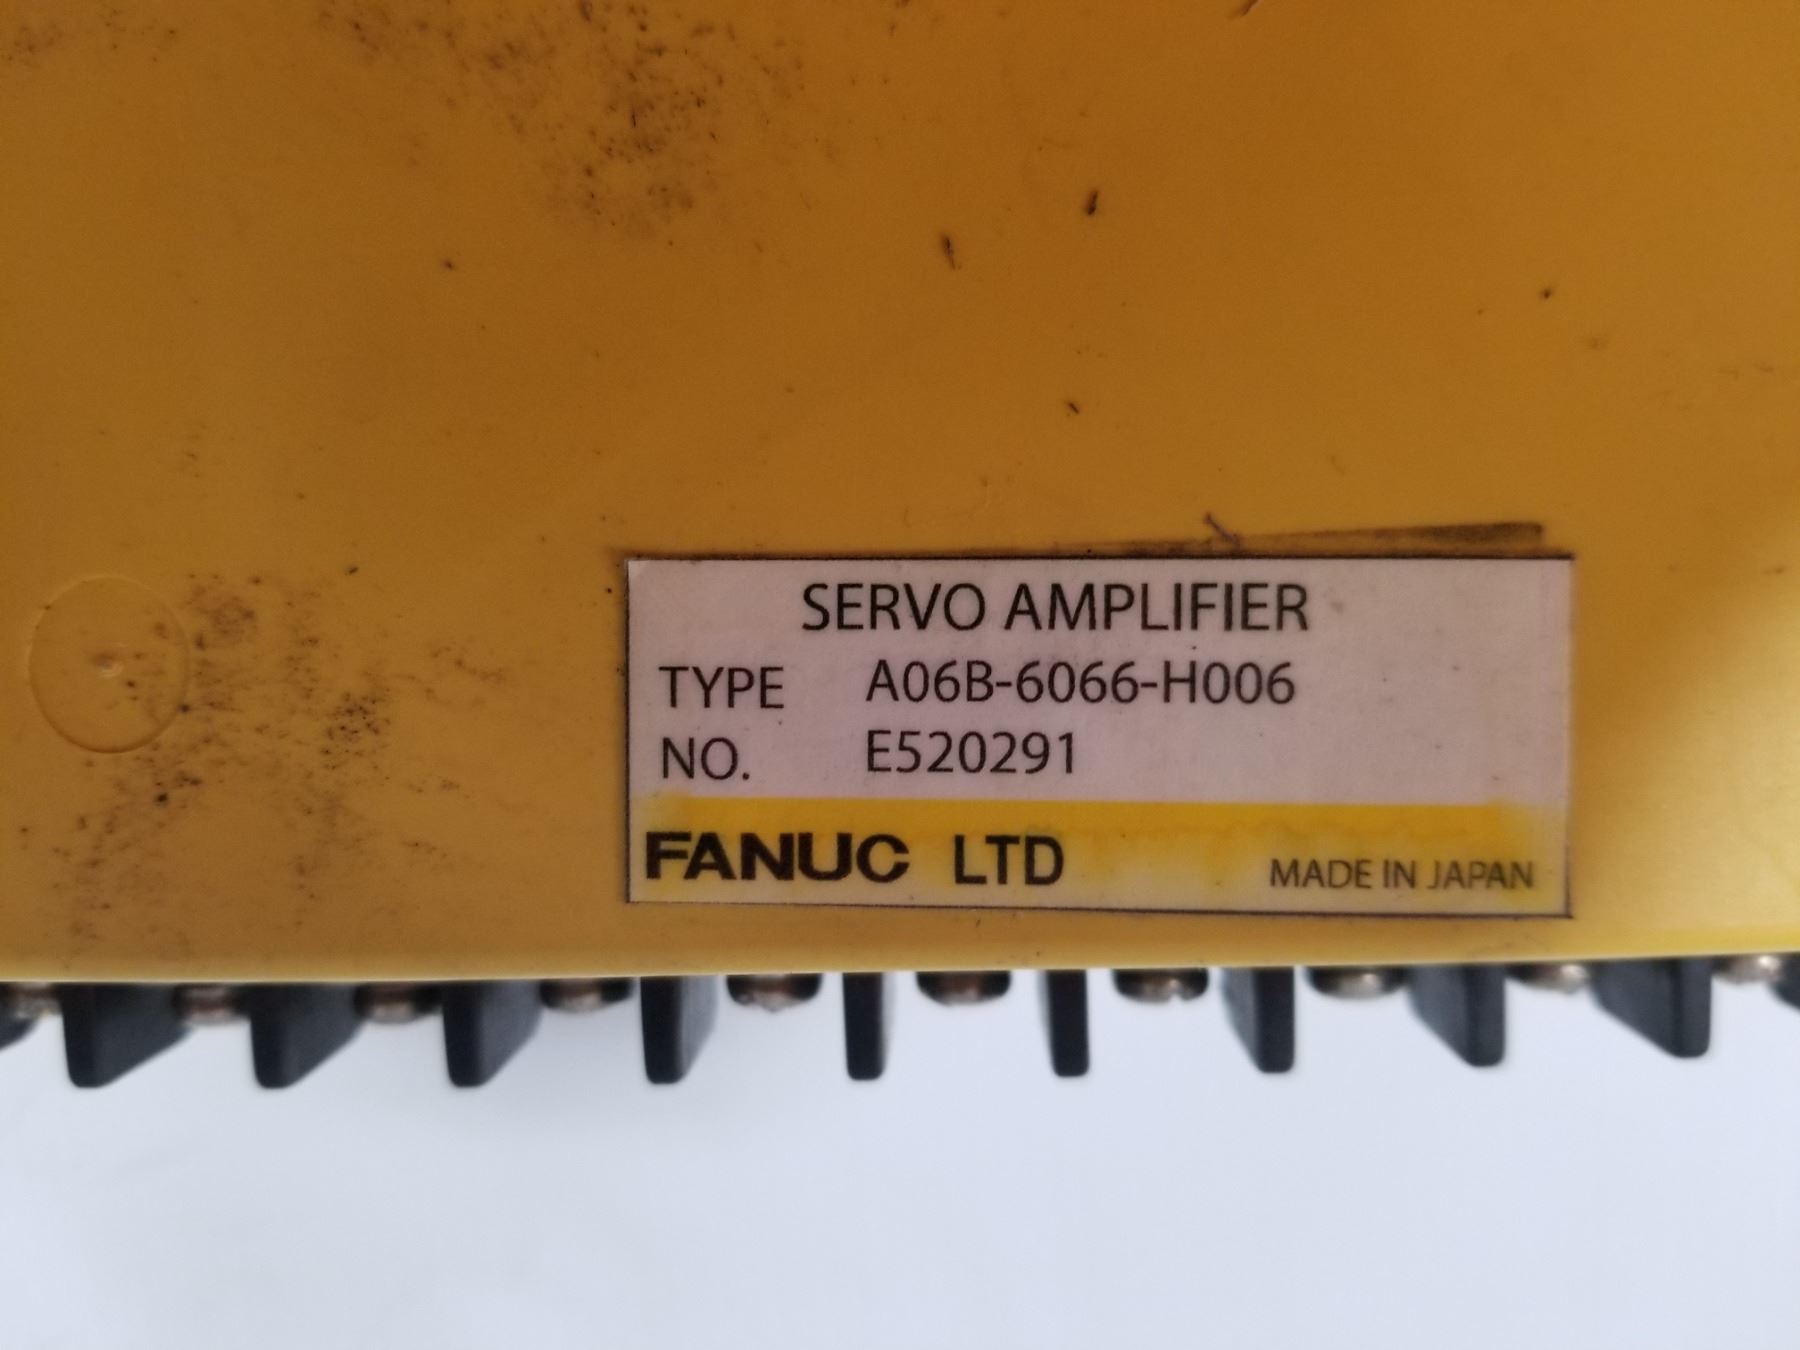 SERVO AMPLIFIER
TYPE A06B-6066-H006
NO. E520291
FANUC LTD MADE IN JAPAN